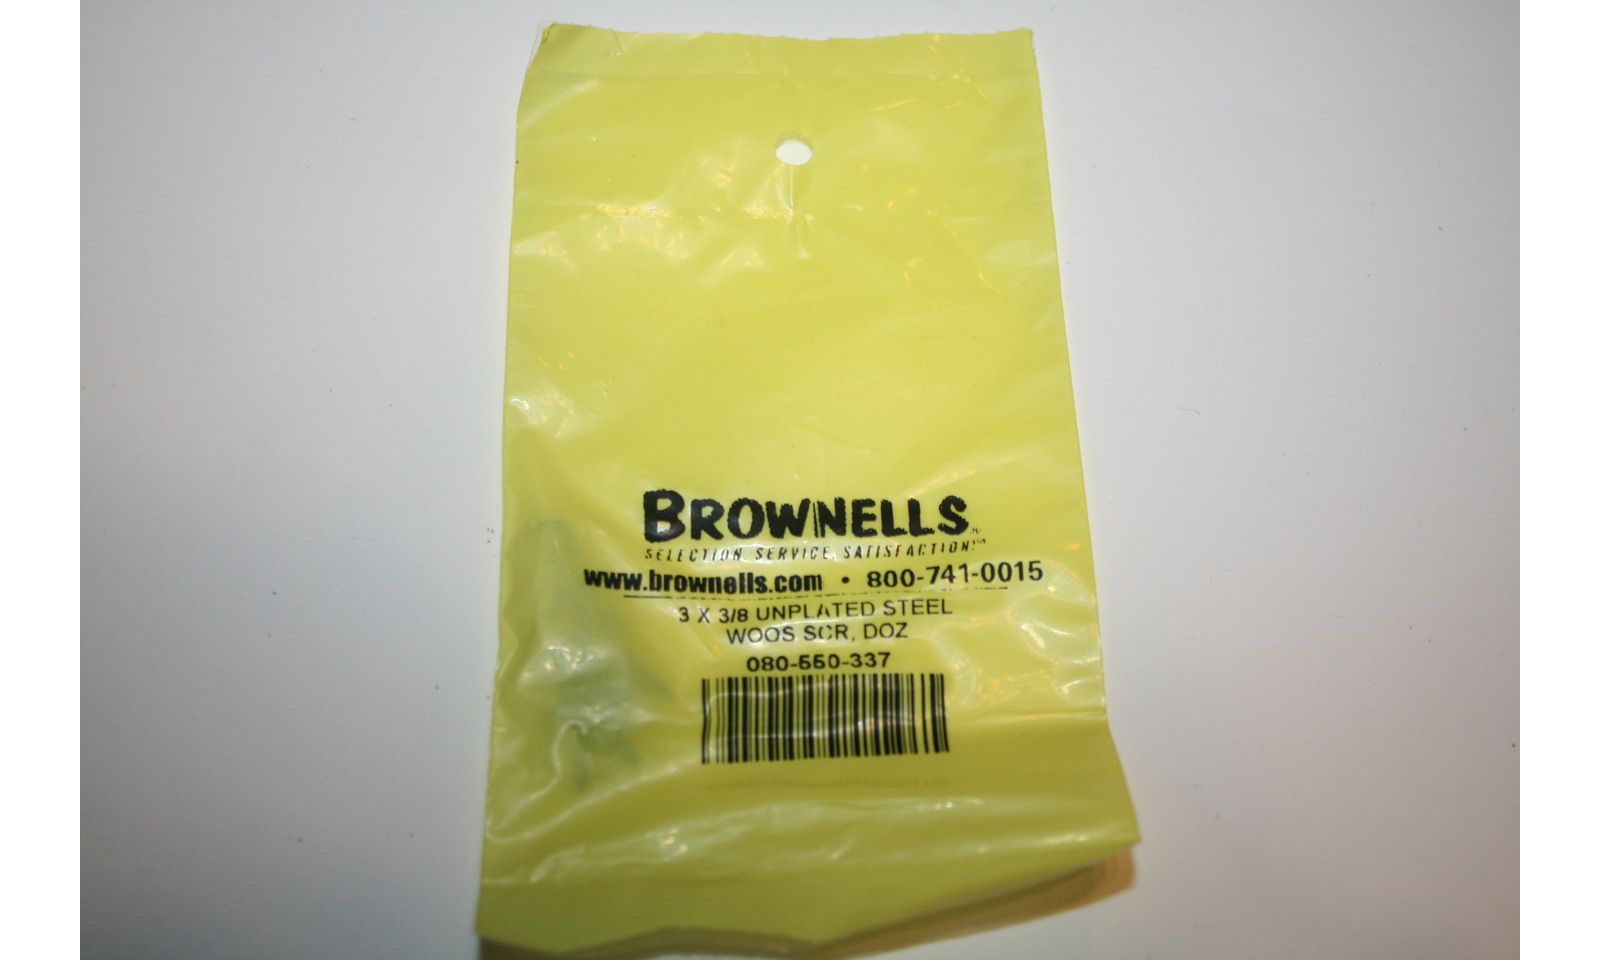 BROWNELLS
SELECTION. SERVICE. SATISFACTION.™
www.brownells.com • 800-741-0015
3 X 3/8 UNPLATED STEEL
WOOS SCR, DOZ
080-550-337